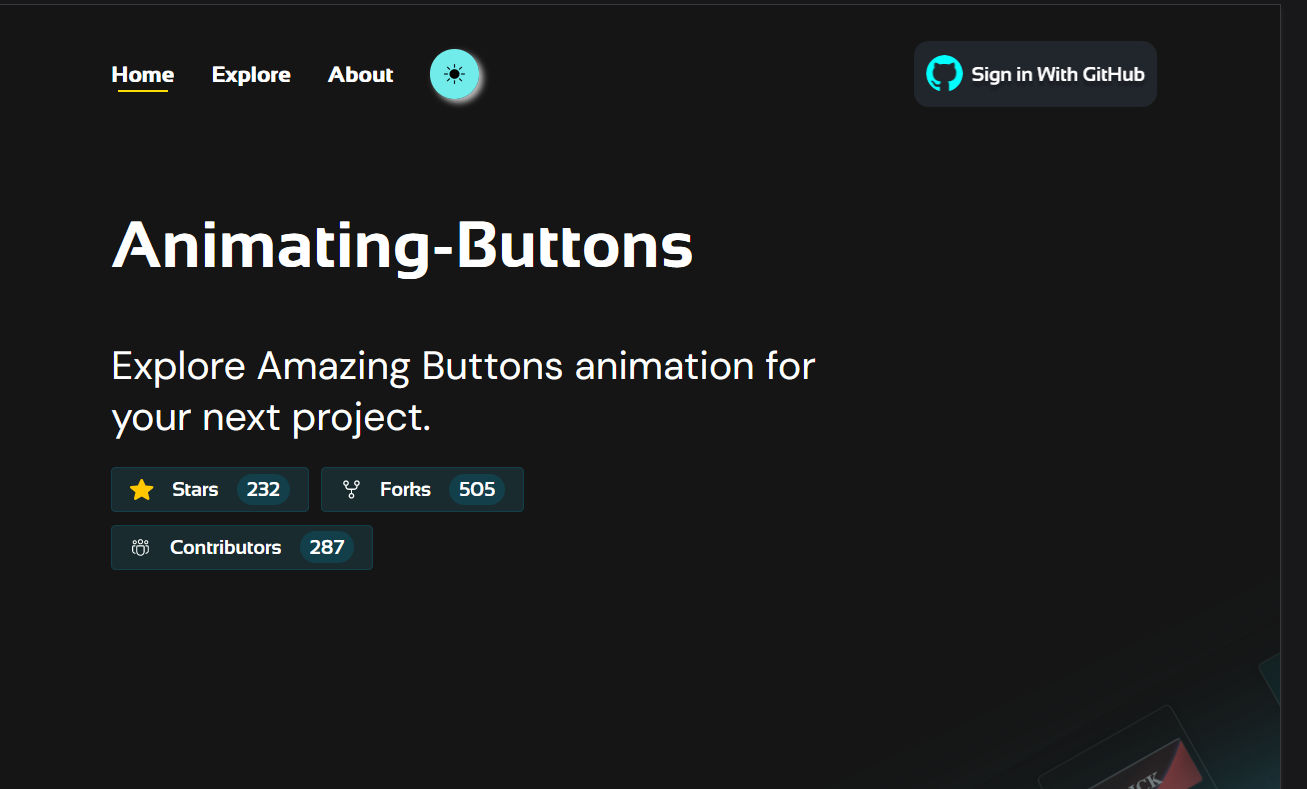 Home Explore About Sign in With GitHub
Animating-Buttons
Explore Amazing Buttons animation for
your next project.
Stars 232 Forks 505
Contributors 287